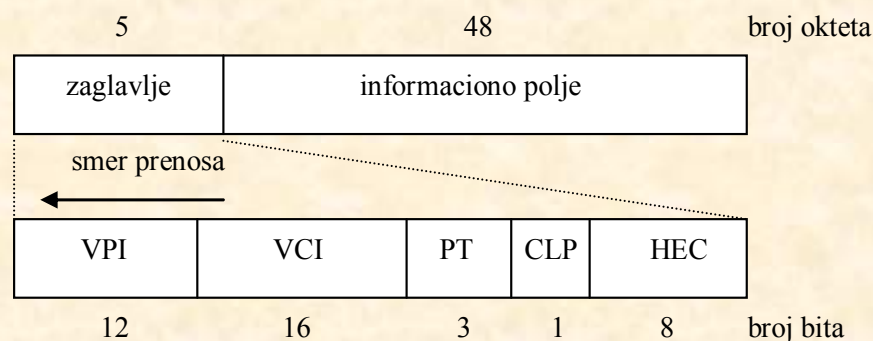 5 48 broj okteta
zaglavlje informaciono polje
smer prenosa
VPI VCI PT CLP HEC
12 16 3 1 8 broj bita